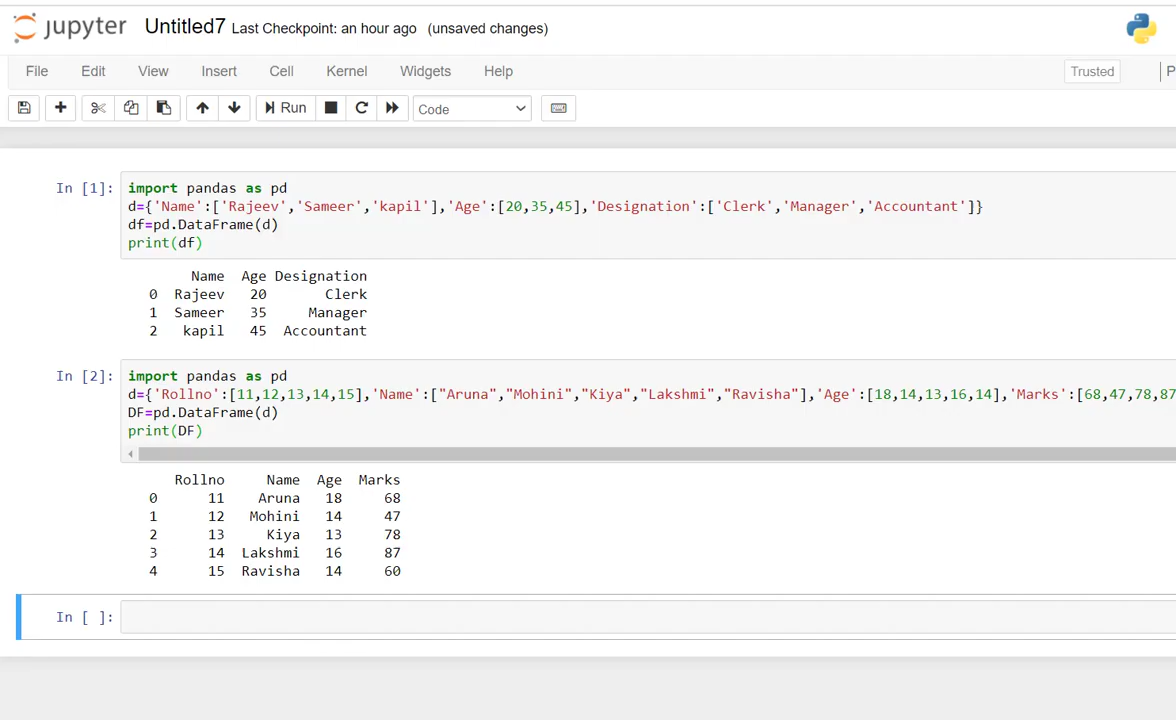 jupyter Untitled7 Last Checkpoint: an hour ago (unsaved changes)
File Edit View Insert Cell Kernel Widgets Help Trusted P
Run Code
In [1]: import pandas as pd
d={'Name':['Rajeev','Sameer','kapil'],'Age':[20,35,45],'Designation':['Clerk','Manager','Accountant']}
df=pd.DataFrame(d)
print(df)
Name Age Designation
0 Rajeev 20 Clerk
1 Sameer 35 Manager
2 kapil 45 Accountant
In [2]: import pandas as pd
d={'Rollno':[11,12,13,14,15],'Name':["Aruna","Mohini","Kiya","Lakshmi","Ravisha"],'Age':[18,14,13,16,14],'Marks':[68,47,78,87
DF=pd.DataFrame(d)
print(DF)
Rollno Name Age Marks
0 11 Aruna 18 68
1 12 Mohini 14 47
2 13 Kiya 13 78
3 14 Lakshmi 16 87
4 15 Ravisha 14 60
In [ ]: